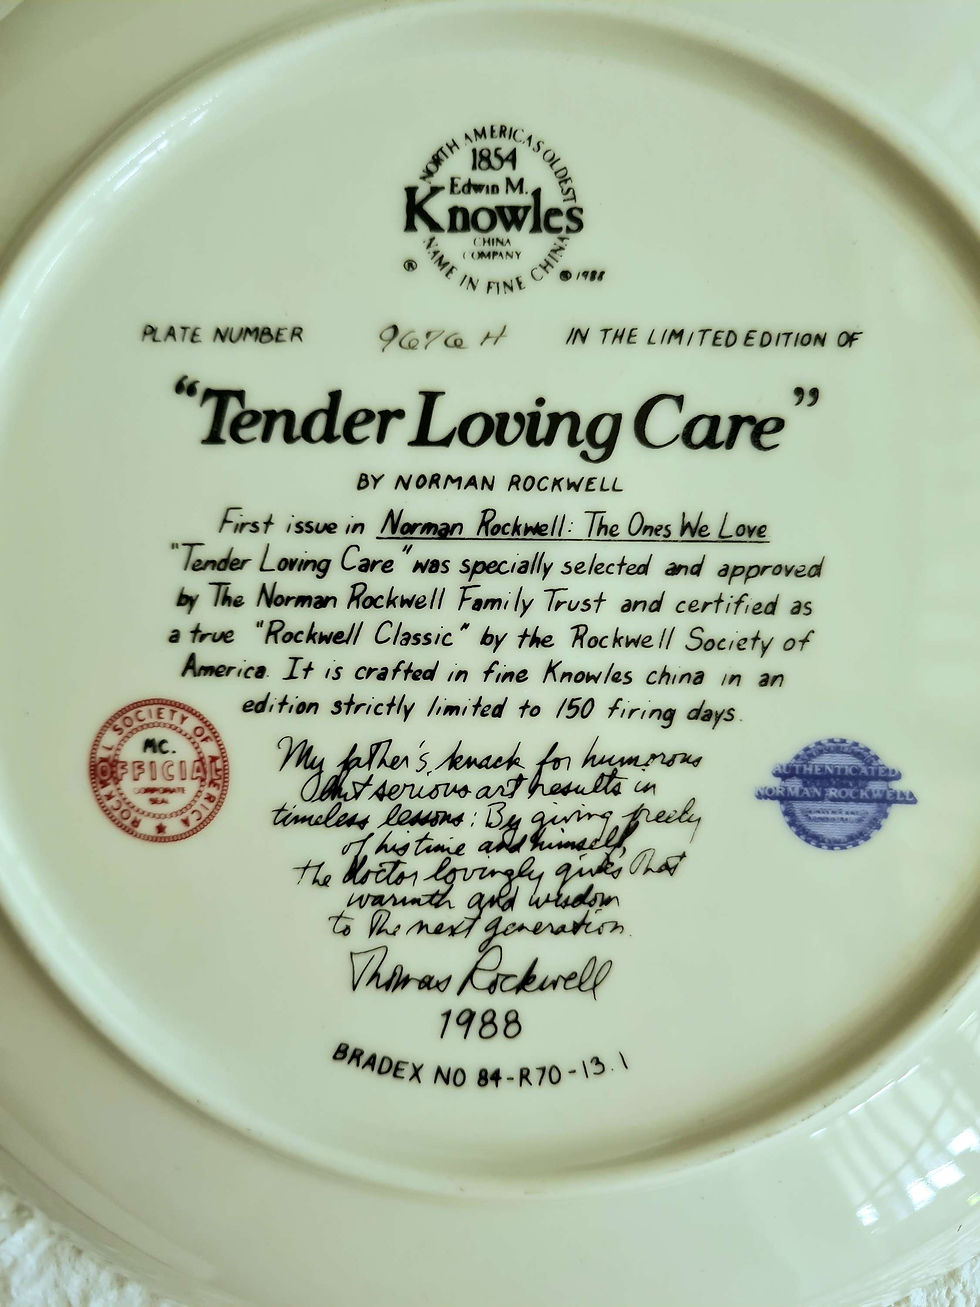 NORTH AMERICA'S OLDEST
1854
Edwin M.
Knowles
CHINA
COMPANY
NAME IN FINE CHINA
® © 1988
PLATE NUMBER 9676 H IN THE LIMITED EDITION OF
“Tender Loving Care”
BY NORMAN ROCKWELL
First issue in Norman Rockwell: The Ones We Love
"Tender Loving Care" was specially selected and approved
by The Norman Rockwell Family Trust and certified as
a true "Rockwell Classic" by the Rockwell Society of
America. It is crafted in fine Knowles china in an
edition strictly limited to 150 firing days.
ROCKWELL SOCIETY OF AMERICA
MC.
OFFICIAL
CORPORATE
SEAL
AUTHENTICATED
NORMAN ROCKWELL
My father's knack for humorous
but serious art results in
timeless lessons: By giving freely
of his time and himself,
the doctor lovingly gives that
warmth and wisdom
to the next generation.
Thomas Rockwell
1988
BRADEX NO 84-R70-13.1